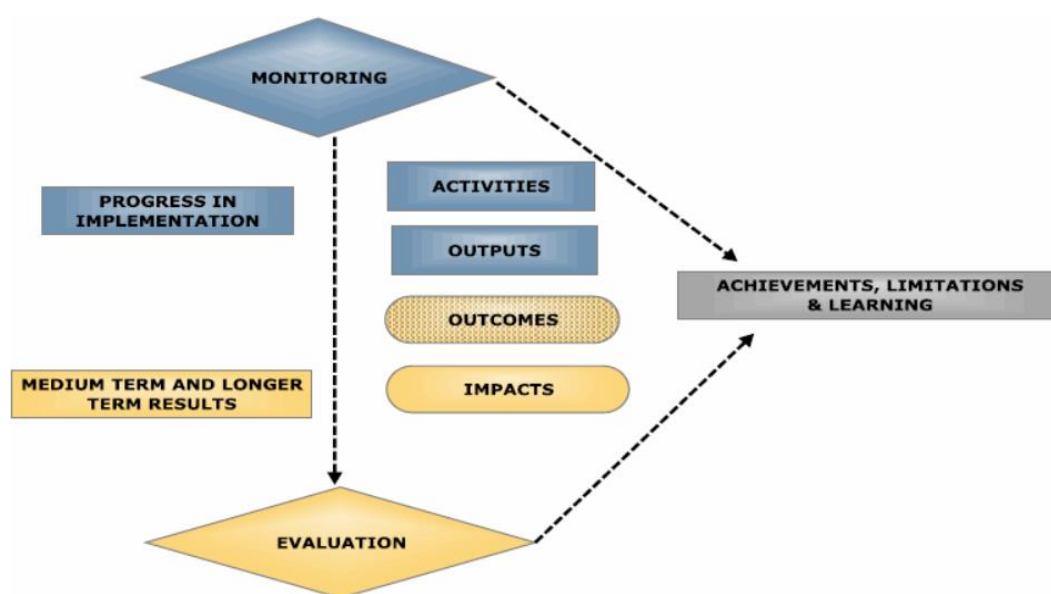 MONITORING
ACTIVITIES
PROGRESS IN
IMPLEMENTATION
OUTPUTS
ACHIEVEMENTS, LIMITATIONS
& LEARNING
OUTCOMES
MEDIUM TERM AND LONGER
TERM RESULTS
IMPACTS
EVALUATION